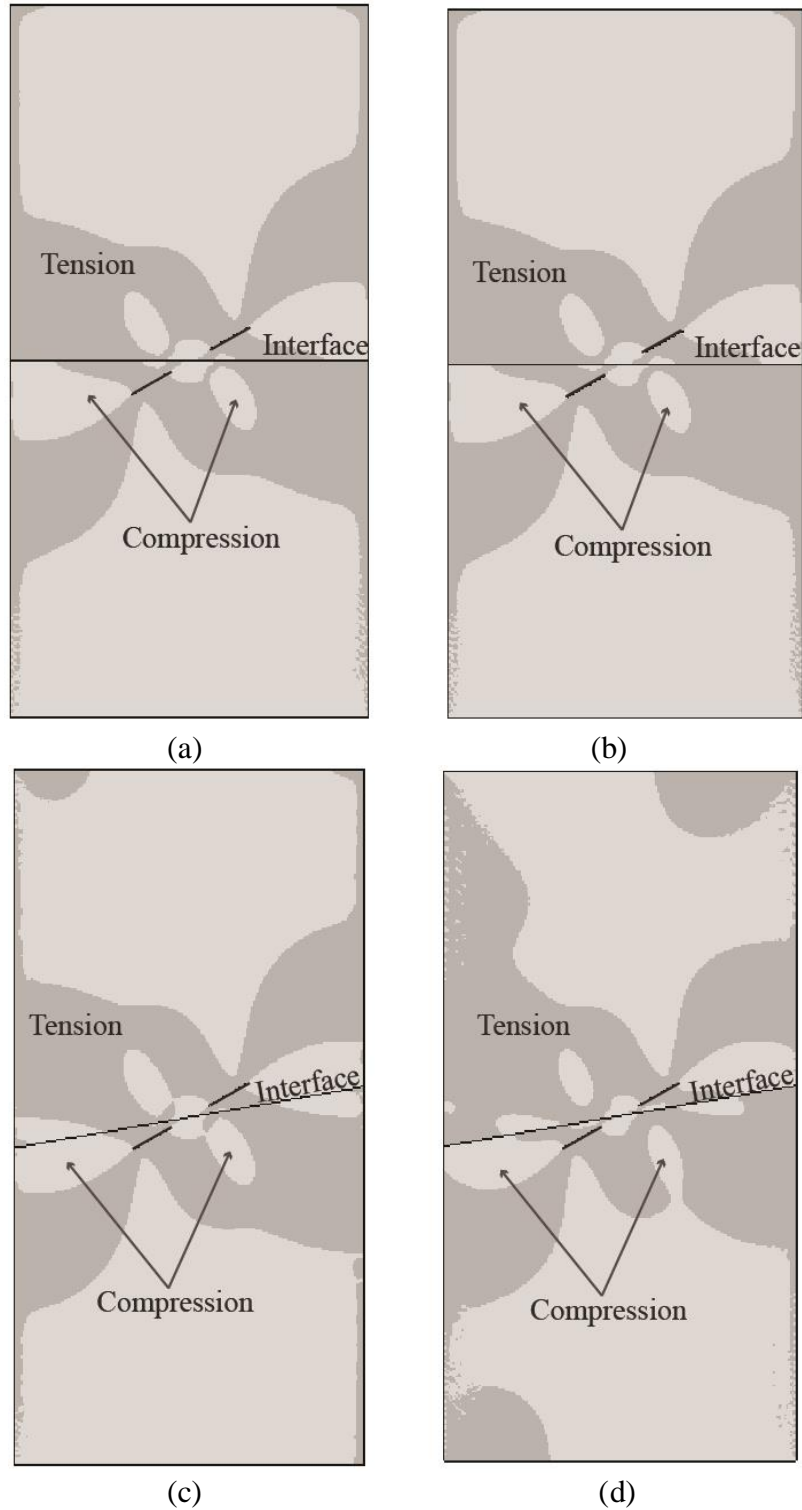 Tension
Interface
Compression
(a)
Tension
Interface
Compression
(b)
Tension
Interface
Compression
(c)
Tension
Interface
Compression
(d)